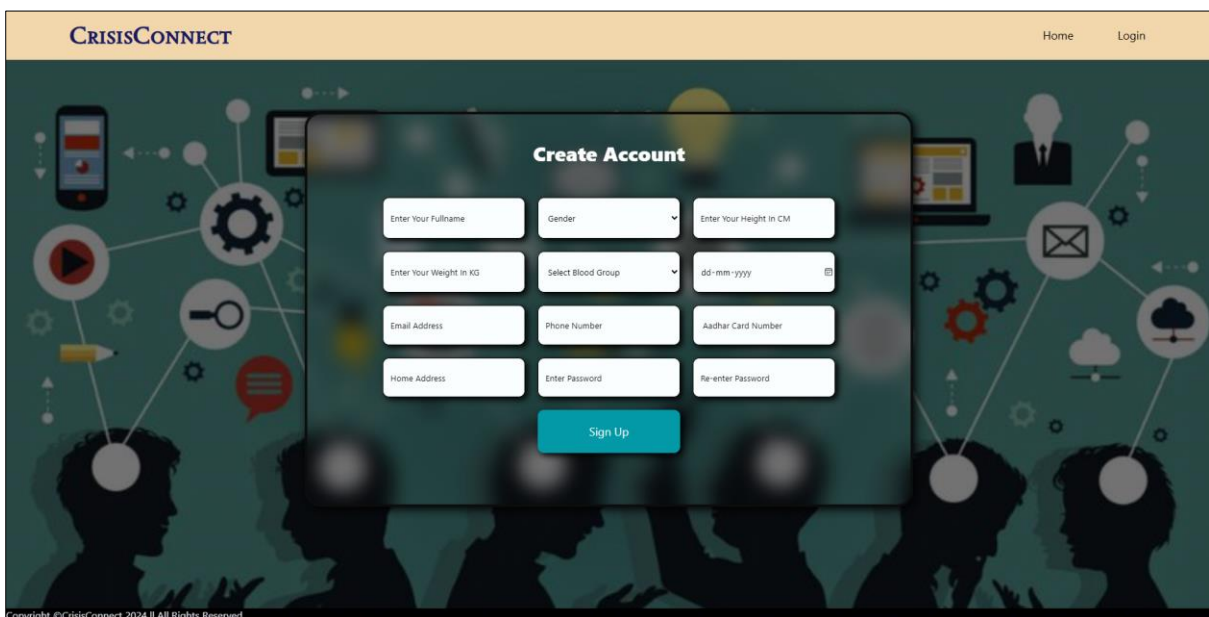 CRISISCONNECT Home Login
Create Account
Enter Your Fullname Gender Enter Your Height In CM
Enter Your Weight In KG Select Blood Group dd-mm-yyyy
Email Address Phone Number Aadhar Card Number
Home Address Enter Password Re-enter Password
Sign Up
Copyright ©CrisisConnect 2024 || All Rights Reserved